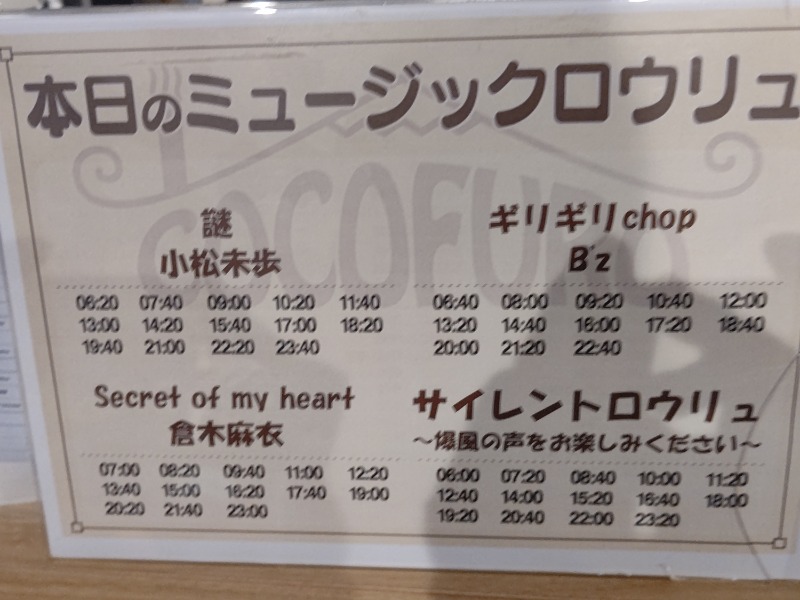 本日のミュージックロウリュ
COCOFURO
謎
小松未歩
06:20 07:40 09:00 10:20 11:40
13:00 14:20 15:40 17:00 18:20
19:40 21:00 22:20 23:40
ギリギリchop
B'z
06:40 08:00 09:20 10:40 12:00
13:20 14:40 16:00 17:20 18:40
20:00 21:20 22:40
Secret of my heart
倉木麻衣
07:00 08:20 09:40 11:00 12:20
13:40 15:00 16:20 17:40 19:00
20:20 21:40 23:00
サイレントロウリュ
～爆風の声をお楽しみください～
06:00 07:20 08:40 10:00 11:20
12:40 14:00 15:20 16:40 18:00
19:20 20:40 22:00 23:20